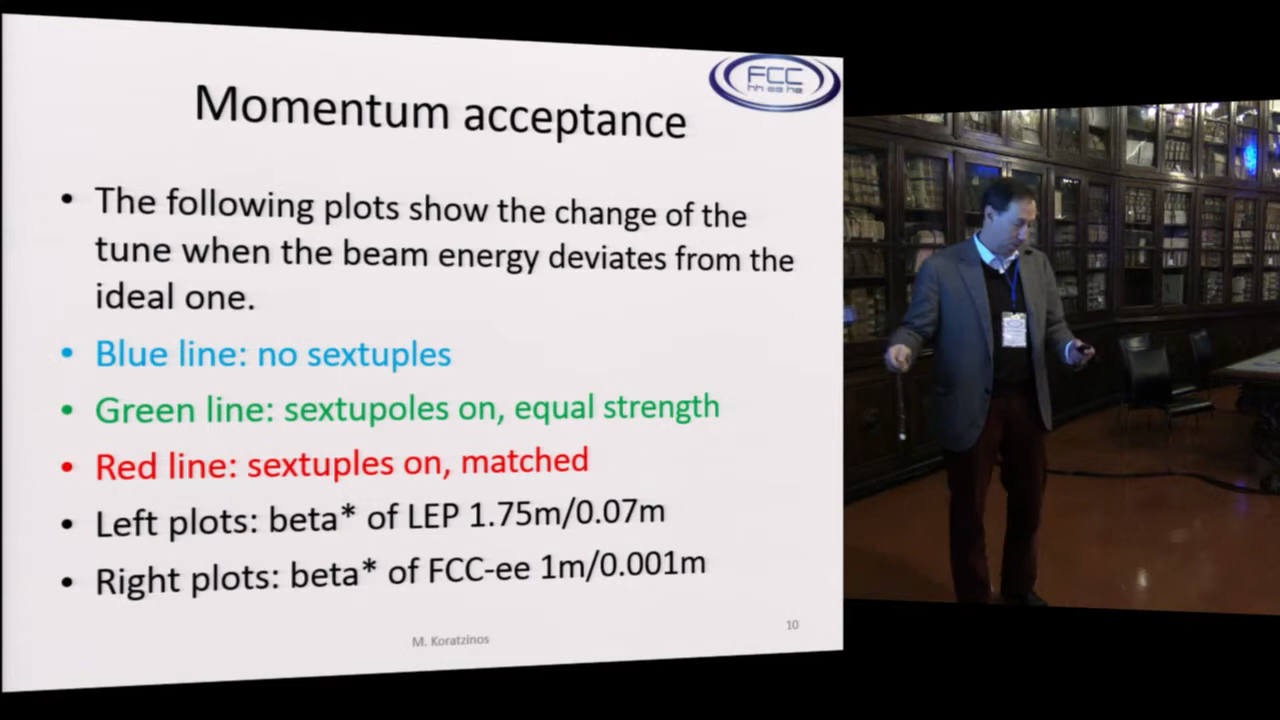 FCC
hh ee he
Momentum acceptance
• The following plots show the change of the
tune when the beam energy deviates from the
ideal one.
• Blue line: no sextuples
• Green line: sextupoles on, equal strength
• Red line: sextuples on, matched
• Left plots: beta* of LEP 1.75m/0.07m
• Right plots: beta* of FCC-ee 1m/0.001m
M. Koratzinos
10